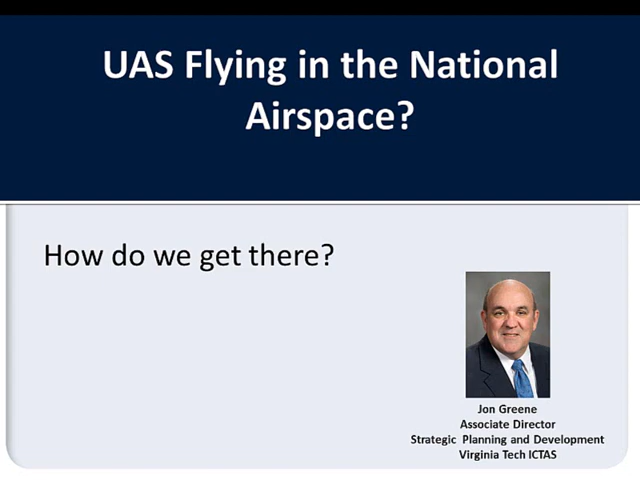 UAS Flying in the National
Airspace?
How do we get there?
Jon Greene
Associate Director
Strategic Planning and Development
Virginia Tech ICTAS